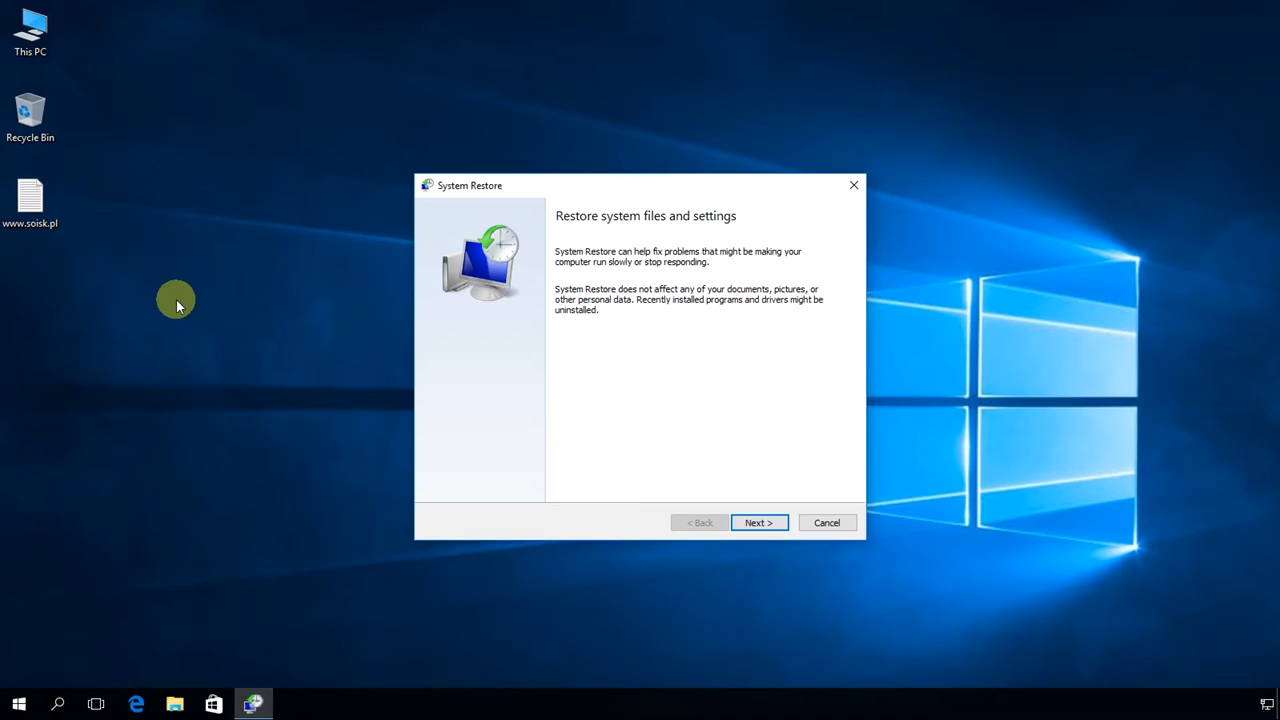 This PC
Recycle Bin
www.soisk.pl
System Restore
Restore system files and settings
System Restore can help fix problems that might be making your
computer run slowly or stop responding.
System Restore does not affect any of your documents, pictures, or
other personal data. Recently installed programs and drivers might be
uninstalled.
< Back
Next >
Cancel